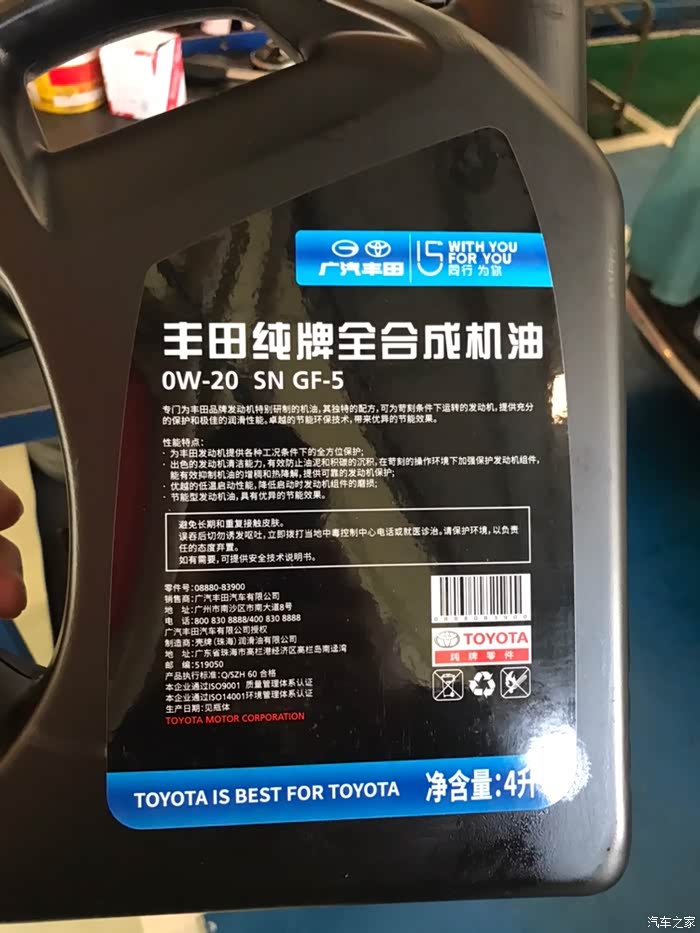 广汽丰田
15 WITH YOU
FOR YOU
同行 为你
丰田纯牌全合成机油
0W-20 SN GF-5
专门为丰田品牌发动机特别研制的机油,其独特的配方,可为苛刻条件下运转的发动机,提供充分
的保护和极佳的润滑性能,卓越的节能环保技术,带来优异的节能效果。
性能特点:
· 为丰田发动机提供各种工况条件下的全方位保护;
· 出色的发动机清洁能力,有效防止油泥和积碳的沉积,在苛刻的操作环境下加强保护发动机组件,
能有效抑制机油的增稠和热降解,提供可靠的发动机保护;
· 优越的低温启动性能,降低启动时发动机组件的磨损;
· 节能型发动机油,具有优异的节能效果。
避免长期和重复接触皮肤。
误吞后切勿诱发呕吐,立即拨打当地中毒控制中心电话或就医诊治。请保护环境,以负责
任的态度弃置。
如有需要,可提供安全技术说明书。
零件号:08880-83900
销售商:广汽丰田汽车有限公司
地 址:广州市南沙区市南大道8号
电 话:800 830 8888/400 830 8888
广汽丰田汽车有限公司授权
制造商:壳牌(珠海)润滑油有限公司
地 址:广东省珠海市高栏港经济区高栏岛南迳湾
邮 编:519050
产品执行标准:Q/SZH 60 合格
本企业通过ISO9001 质量管理体系认证
本企业通过ISO14001环境管理体系认证
生产日期:见瓶体
TOYOTA MOTOR CORPORATION
0888083900
TOYOTA
纯牌零件
TOYOTA IS BEST FOR TOYOTA
净含量:4升
汽车之家